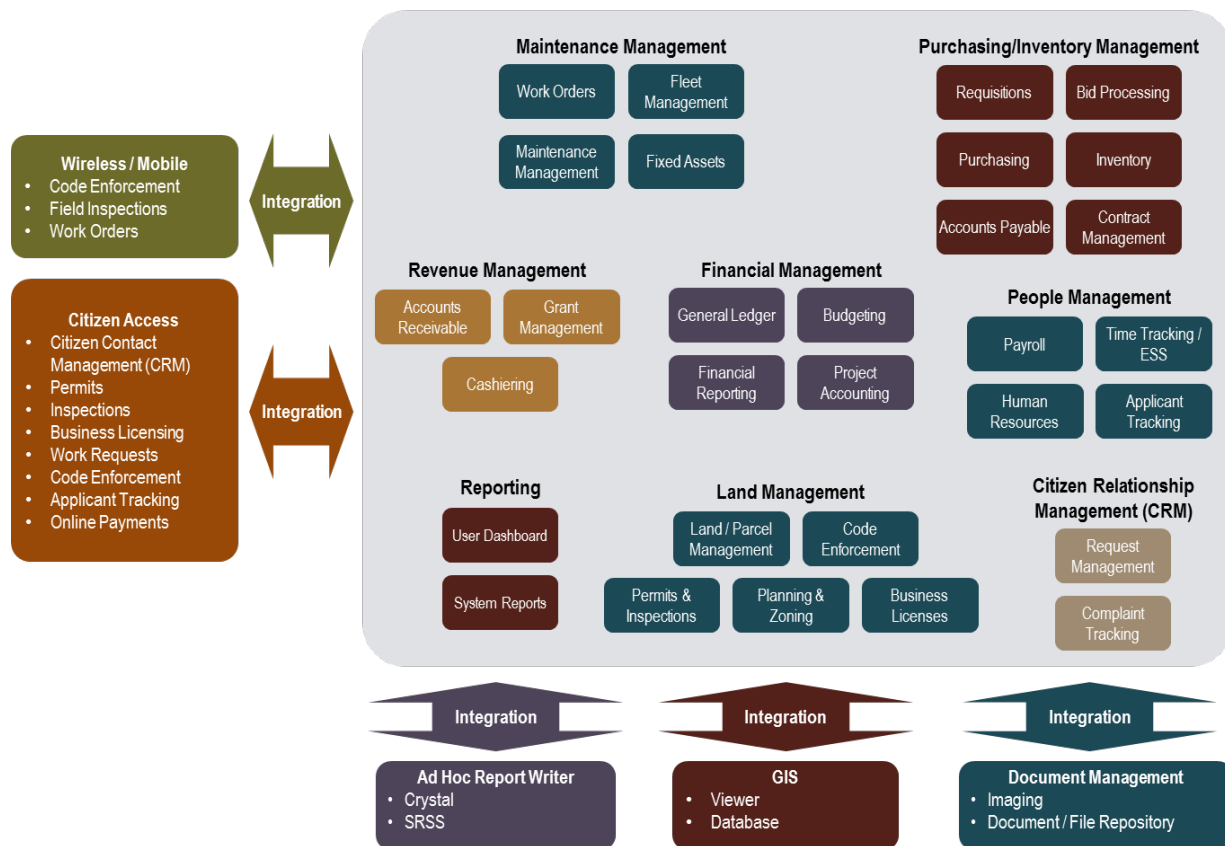 Maintenance Management
Work Orders
Fleet
Management
Maintenance
Management
Fixed Assets
Purchasing/Inventory Management
Requisitions
Bid Processing
Purchasing
Inventory
Accounts Payable
Contract
Management
Wireless / Mobile
• Code Enforcement
• Field Inspections
• Work Orders
Integration
Citizen Access
• Citizen Contact
Management (CRM)
• Permits
• Inspections
• Business Licensing
• Work Requests
• Code Enforcement
• Applicant Tracking
• Online Payments
Integration
Revenue Management
Accounts
Receivable
Grant
Management
Cashiering
Financial Management
General Ledger
Budgeting
Financial
Reporting
Project
Accounting
People Management
Payroll
Time Tracking /
ESS
Human
Resources
Applicant
Tracking
Reporting
User Dashboard
System Reports
Land Management
Land / Parcel
Management
Code
Enforcement
Permits &
Inspections
Planning &
Zoning
Business
Licenses
Citizen Relationship
Management (CRM)
Request
Management
Complaint
Tracking
Integration
Integration
Integration
Ad Hoc Report Writer
• Crystal
• SRSS
GIS
• Viewer
• Database
Document Management
• Imaging
• Document / File Repository